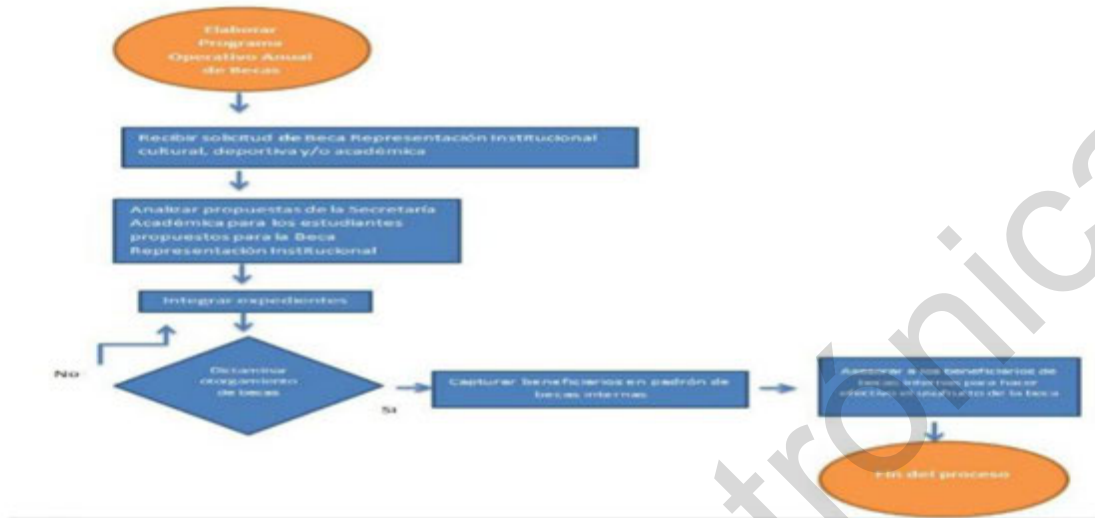 Elaborar
Programa
Operativo Anual
de Becas
Recibir solicitud de Beca Representación Institucional
cultural, deportiva y/o académica
Analizar propuestas de la Secretaría
Académica para los estudiantes
propuestos para la Beca
Representación Institucional
Integrar expedientes
No
Dictaminar
otorgamiento
de becas
Si
Capturar beneficiarios en padrón de
becas internas
Asesorar a los beneficiarios de
becas internas para hacer
efectivo el usufructo de la beca
Fin del proceso
trónica